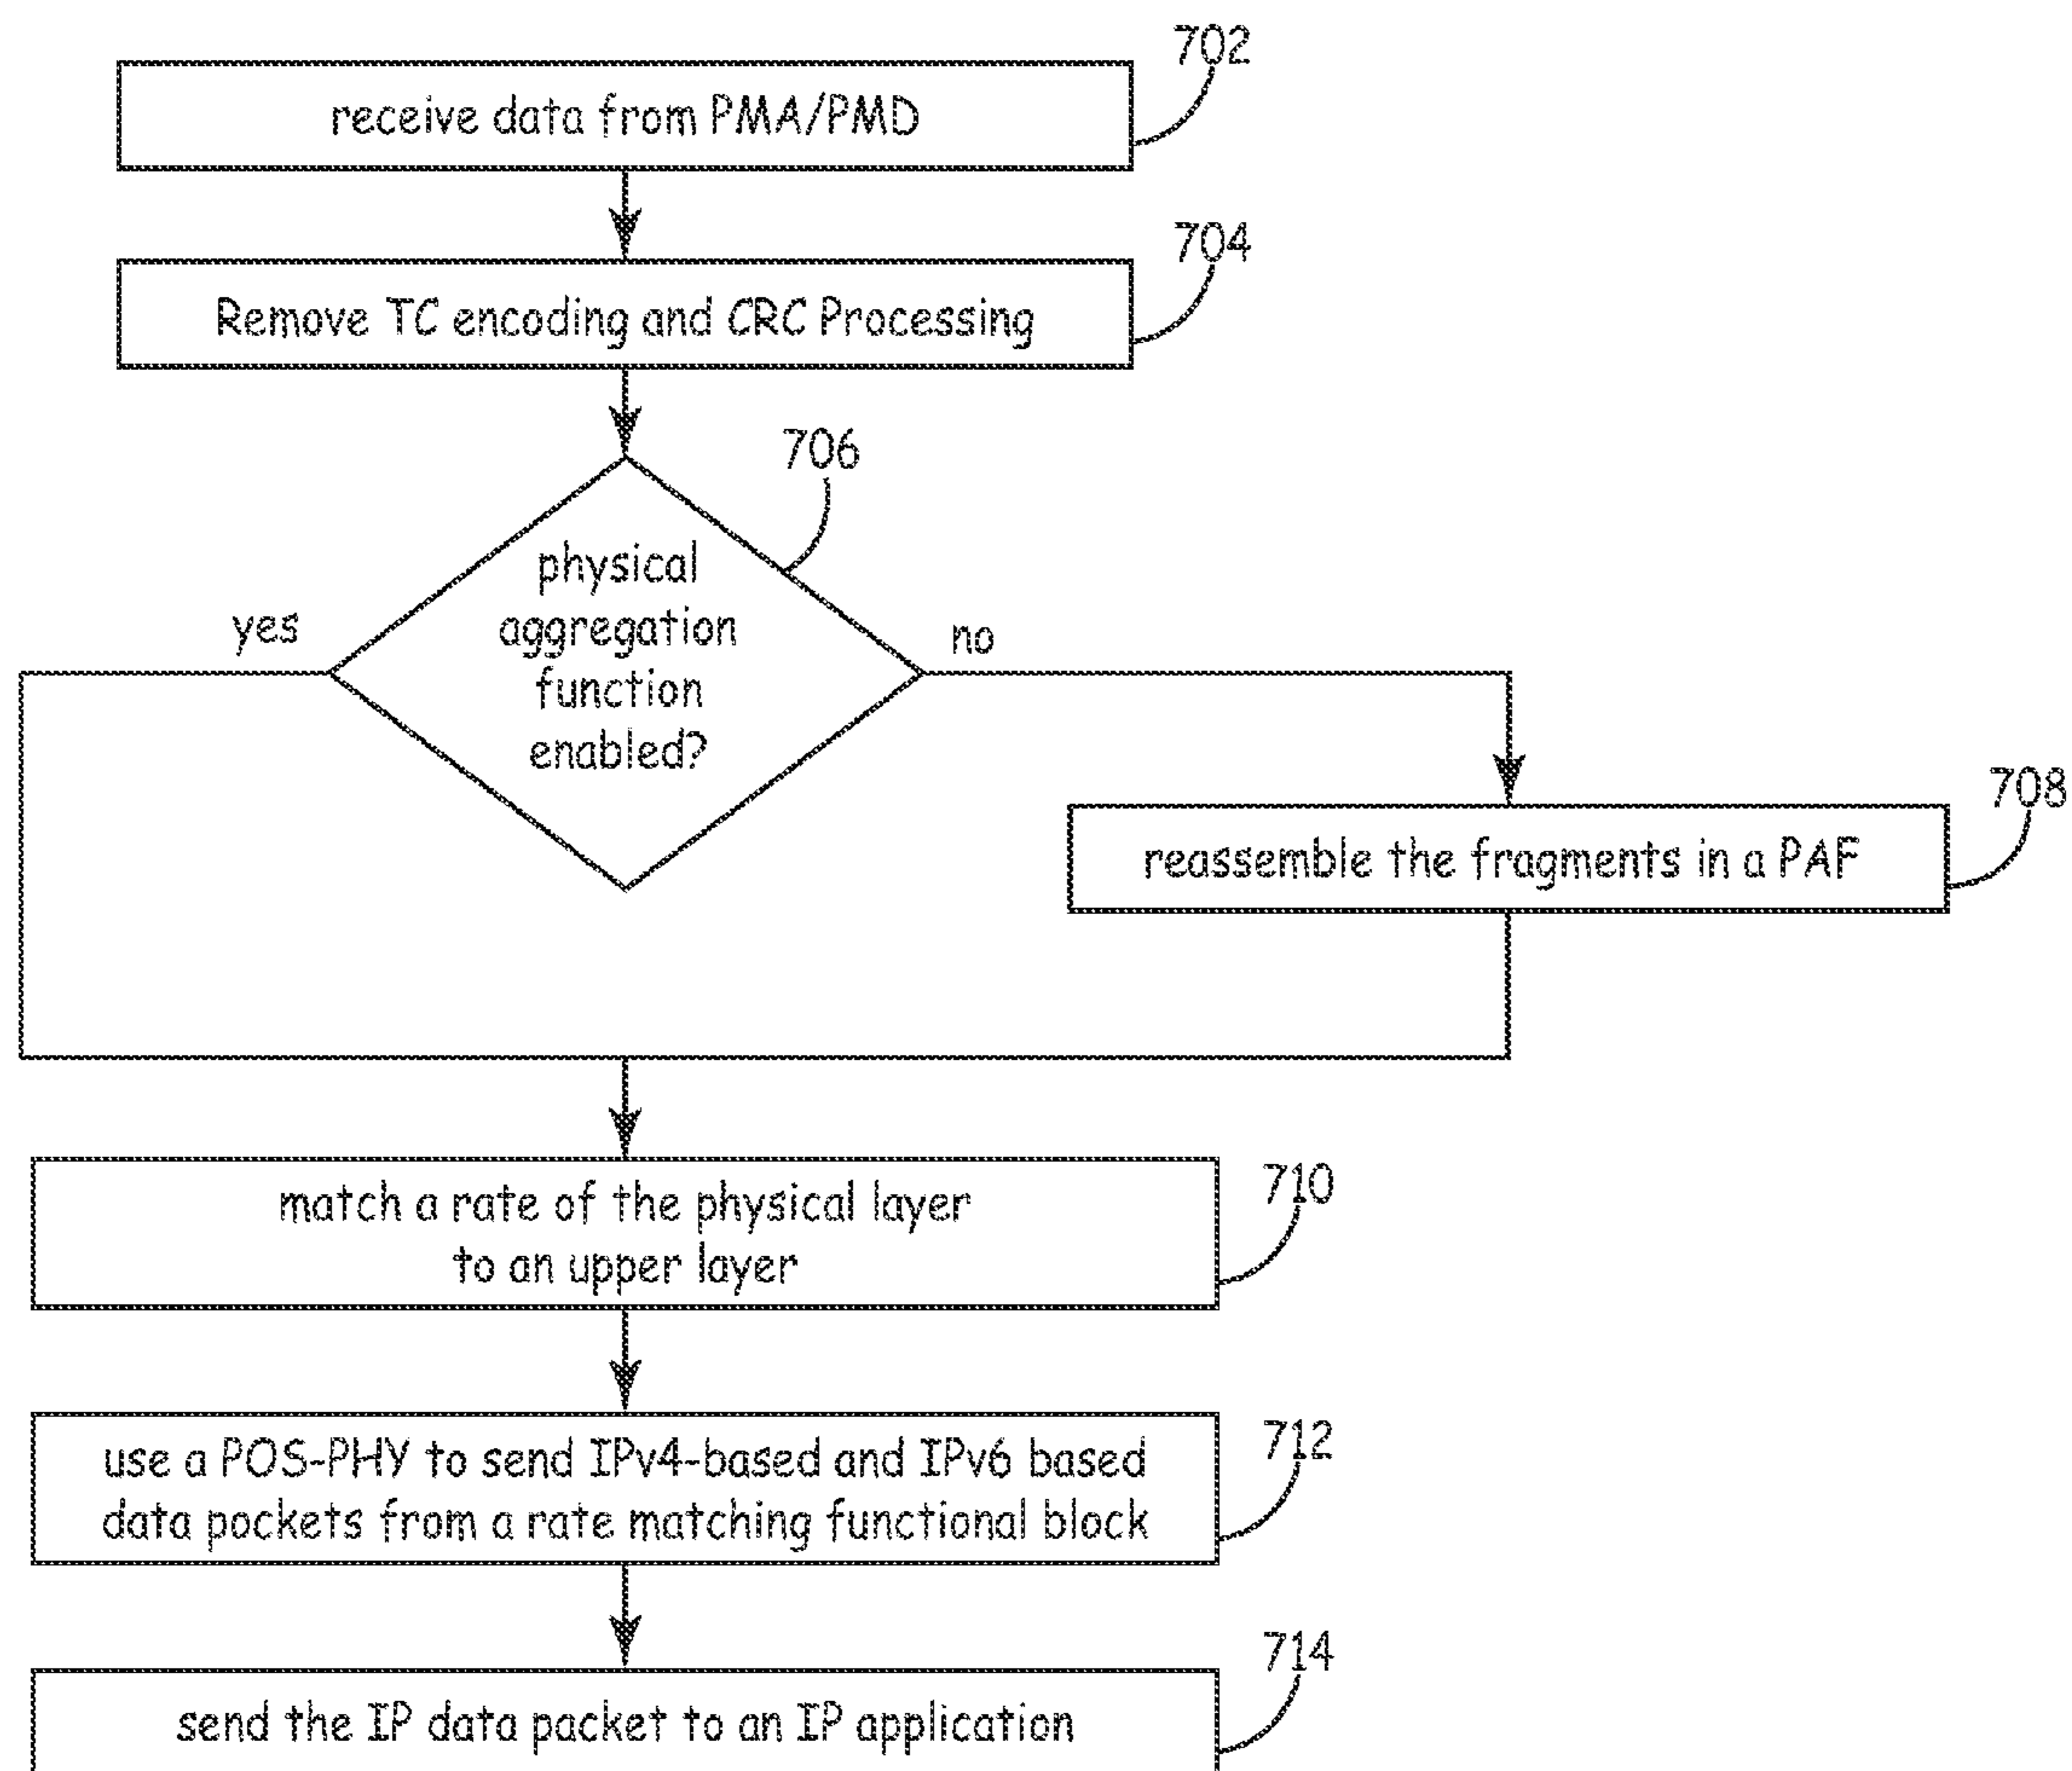 702
receive data from PMA/PMD
704
Remove TC encoding and CRC Processing
706
physical
aggregation
function
enabled?
yes
no
708
reassemble the fragments in a PAF
710
match a rate of the physical layer
to an upper layer
712
use a POS-PHY to send IPv4-based and IPv6 based
data pockets from a rate matching functional block
714
send the IP data packet to an IP application